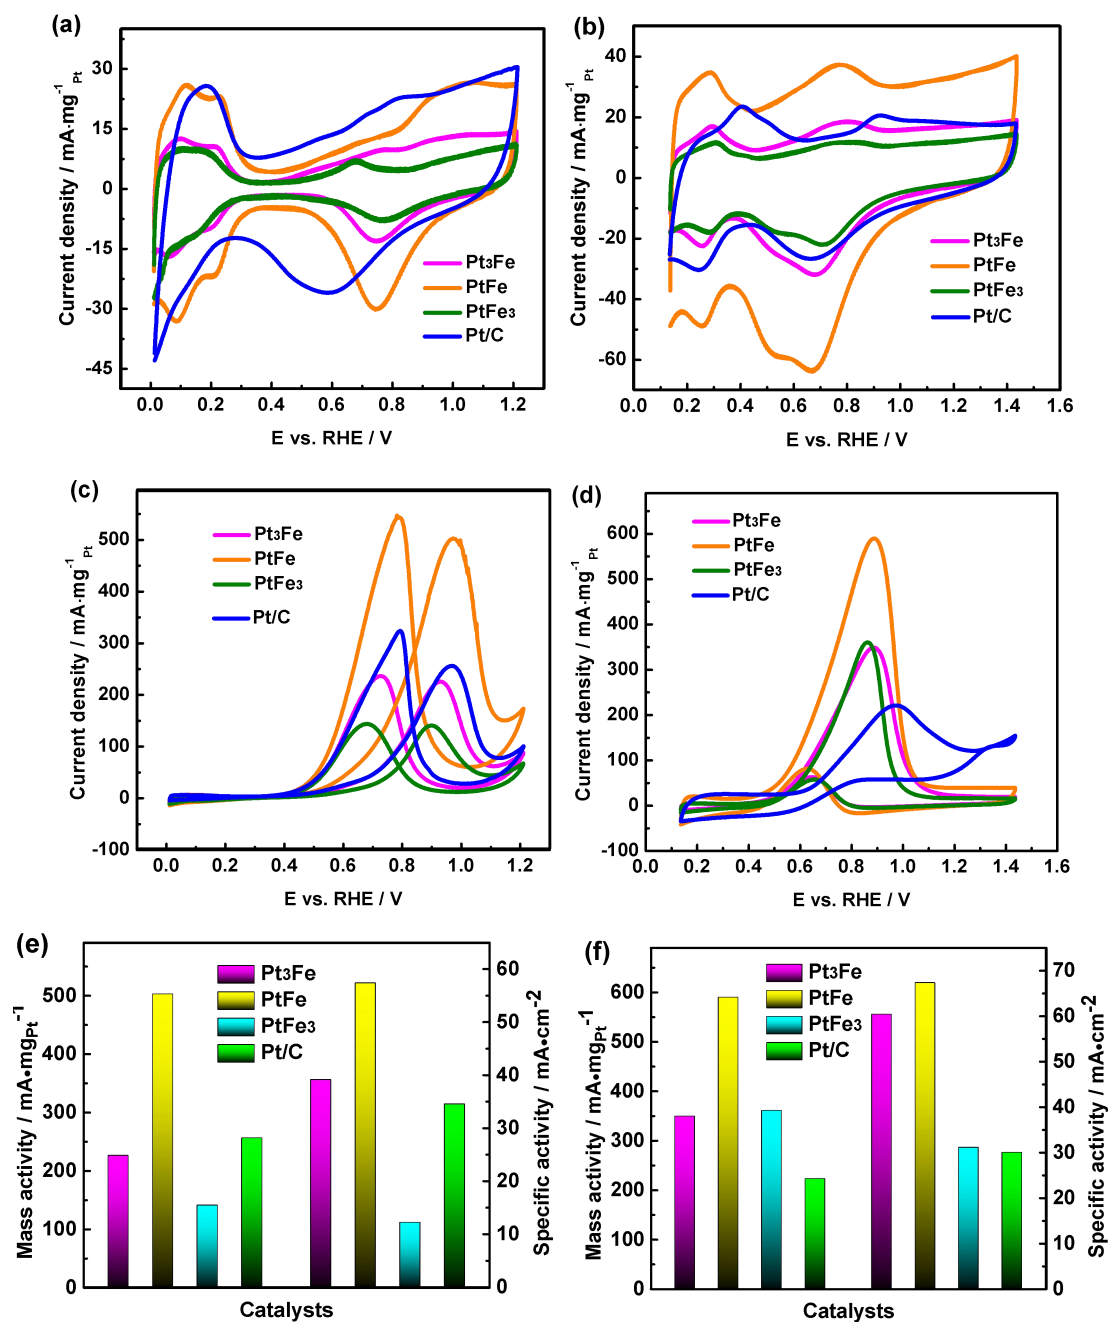 (a)
Current density / mA·mg⁻¹Pt
30
15
0
-15
-30
-45
Pt₃Fe
PtFe
PtFe₃
Pt/C
0.0 0.2 0.4 0.6 0.8 1.0 1.2
E vs. RHE / V
(b)
Current density / mA·mg⁻¹Pt
40
20
0
-20
-40
-60
Pt₃Fe
PtFe
PtFe₃
Pt/C
0.0 0.2 0.4 0.6 0.8 1.0 1.2 1.4 1.6
E vs. RHE / V
(c)
Current density / mA·mg⁻¹Pt
500
400
300
200
100
0
-100
Pt₃Fe
PtFe
PtFe₃
Pt/C
0.0 0.2 0.4 0.6 0.8 1.0 1.2
E vs. RHE / V
(d)
Current density / mA·mg⁻¹Pt
600
500
400
300
200
100
0
-100
Pt₃Fe
PtFe
PtFe₃
Pt/C
0.0 0.2 0.4 0.6 0.8 1.0 1.2 1.4 1.6
E vs. RHE / V
(e)
Mass activity / mA•mgPt⁻¹
500
400
300
200
100
0
Pt₃Fe
PtFe
PtFe₃
Pt/C
60
50
40
30
20
10
0
Specific activity / mA•cm⁻²
Catalysts
(f)
Mass activity / mA•mgPt⁻¹
600
500
400
300
200
100
0
Pt₃Fe
PtFe
PtFe₃
Pt/C
70
60
50
40
30
20
10
0
Specific activity / mA•cm⁻²
Catalysts